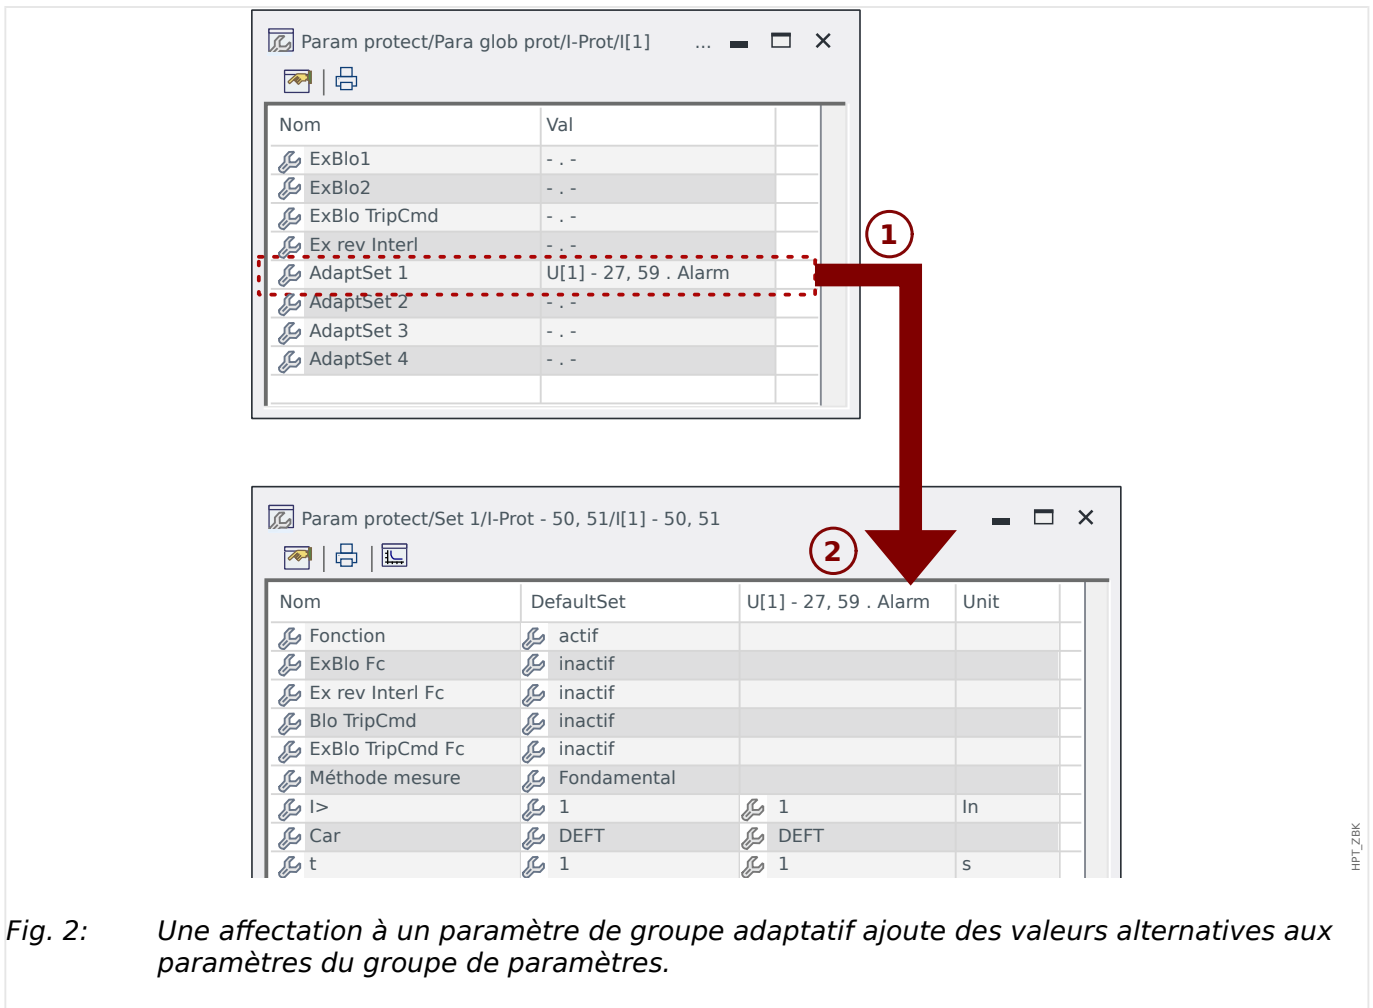 Param protect/Para glob prot/I-Prot/I[1] ...
Nom Val
ExBlo1 - . -
ExBlo2 - . -
ExBlo TripCmd - . -
Ex rev Interl - . -
AdaptSet 1 U[1] - 27, 59 . Alarm
AdaptSet 2 - . -
AdaptSet 3 - . -
AdaptSet 4 - . -
1
Param protect/Set 1/I-Prot - 50, 51/I[1] - 50, 51
2
Nom DefaultSet U[1] - 27, 59 . Alarm Unit
Fonction actif
ExBlo Fc inactif
Ex rev Interl Fc inactif
Blo TripCmd inactif
ExBlo TripCmd Fc inactif
Méthode mesure Fondamental
I> 1 1 In
Car DEFT DEFT
t 1 1 s
HPT_ZBK
Fig. 2: Une affectation à un paramètre de groupe adaptatif ajoute des valeurs alternatives aux
paramètres du groupe de paramètres.